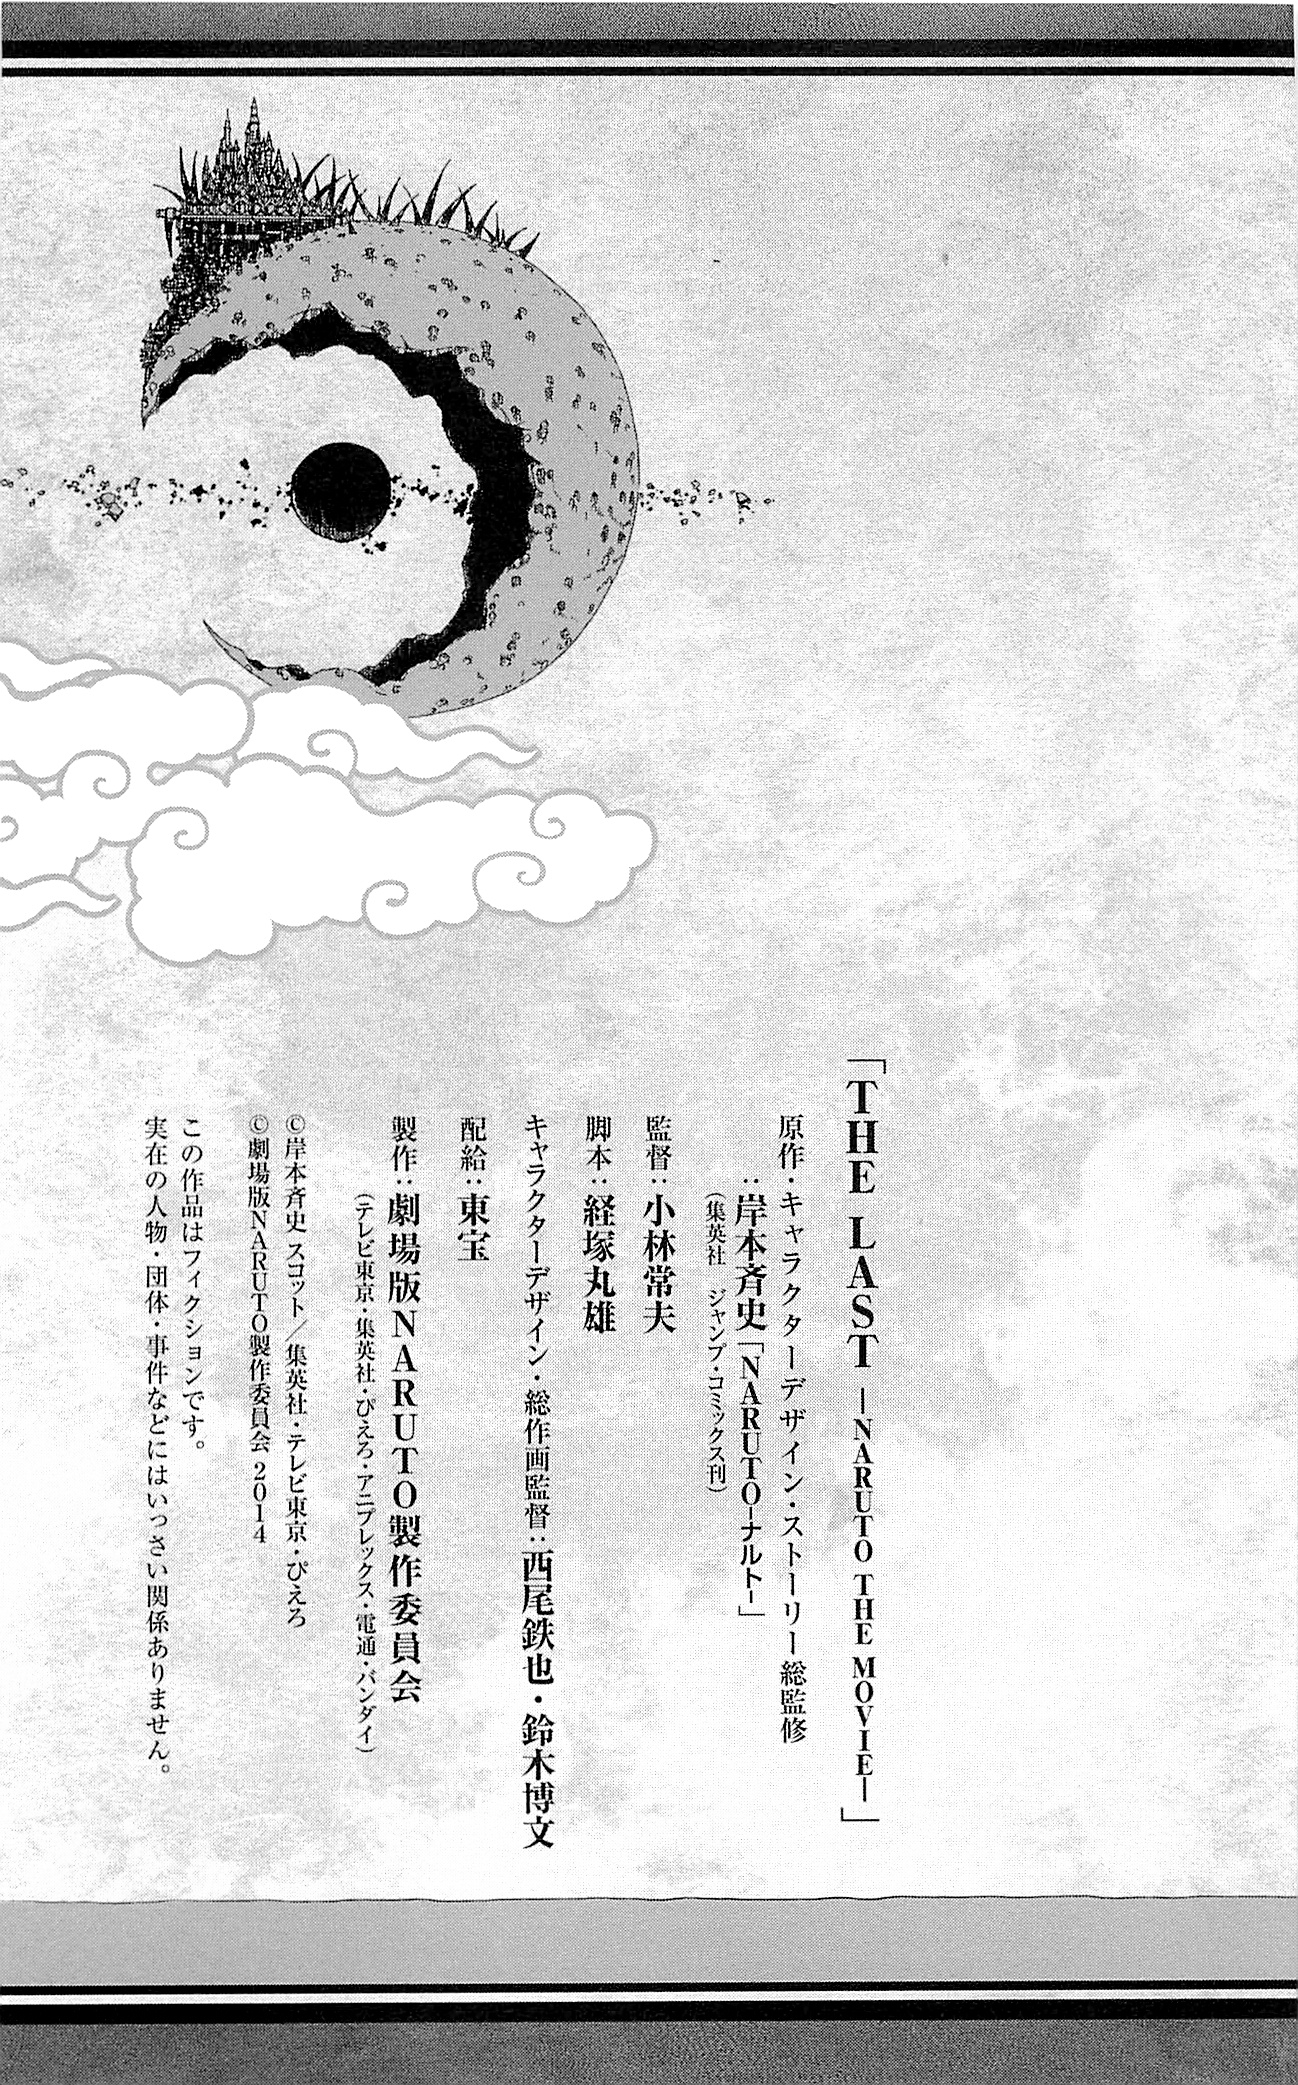 「THE LAST —NARUTO THE MOVIE—」
原作・キャラクターデザイン・ストーリー総監修
:岸本斉史「NARUTO—ナルト—」
（集英社 ジャンプ・コミックス刊）
監督:小林常夫
脚本:経塚丸雄
キャラクターデザイン・総作画監督:西尾鉄也・鈴木博文
配給:東宝
製作:劇場版NARUTO製作委員会
（テレビ東京・集英社・ぴえろ・アニプレックス・電通・バンダイ）
©岸本斉史 スコット／集英社・テレビ東京・ぴえろ
©劇場版NARUTO製作委員会 2014
この作品はフィクションです。
実在の人物・団体・事件などにはいっさい関係ありません。